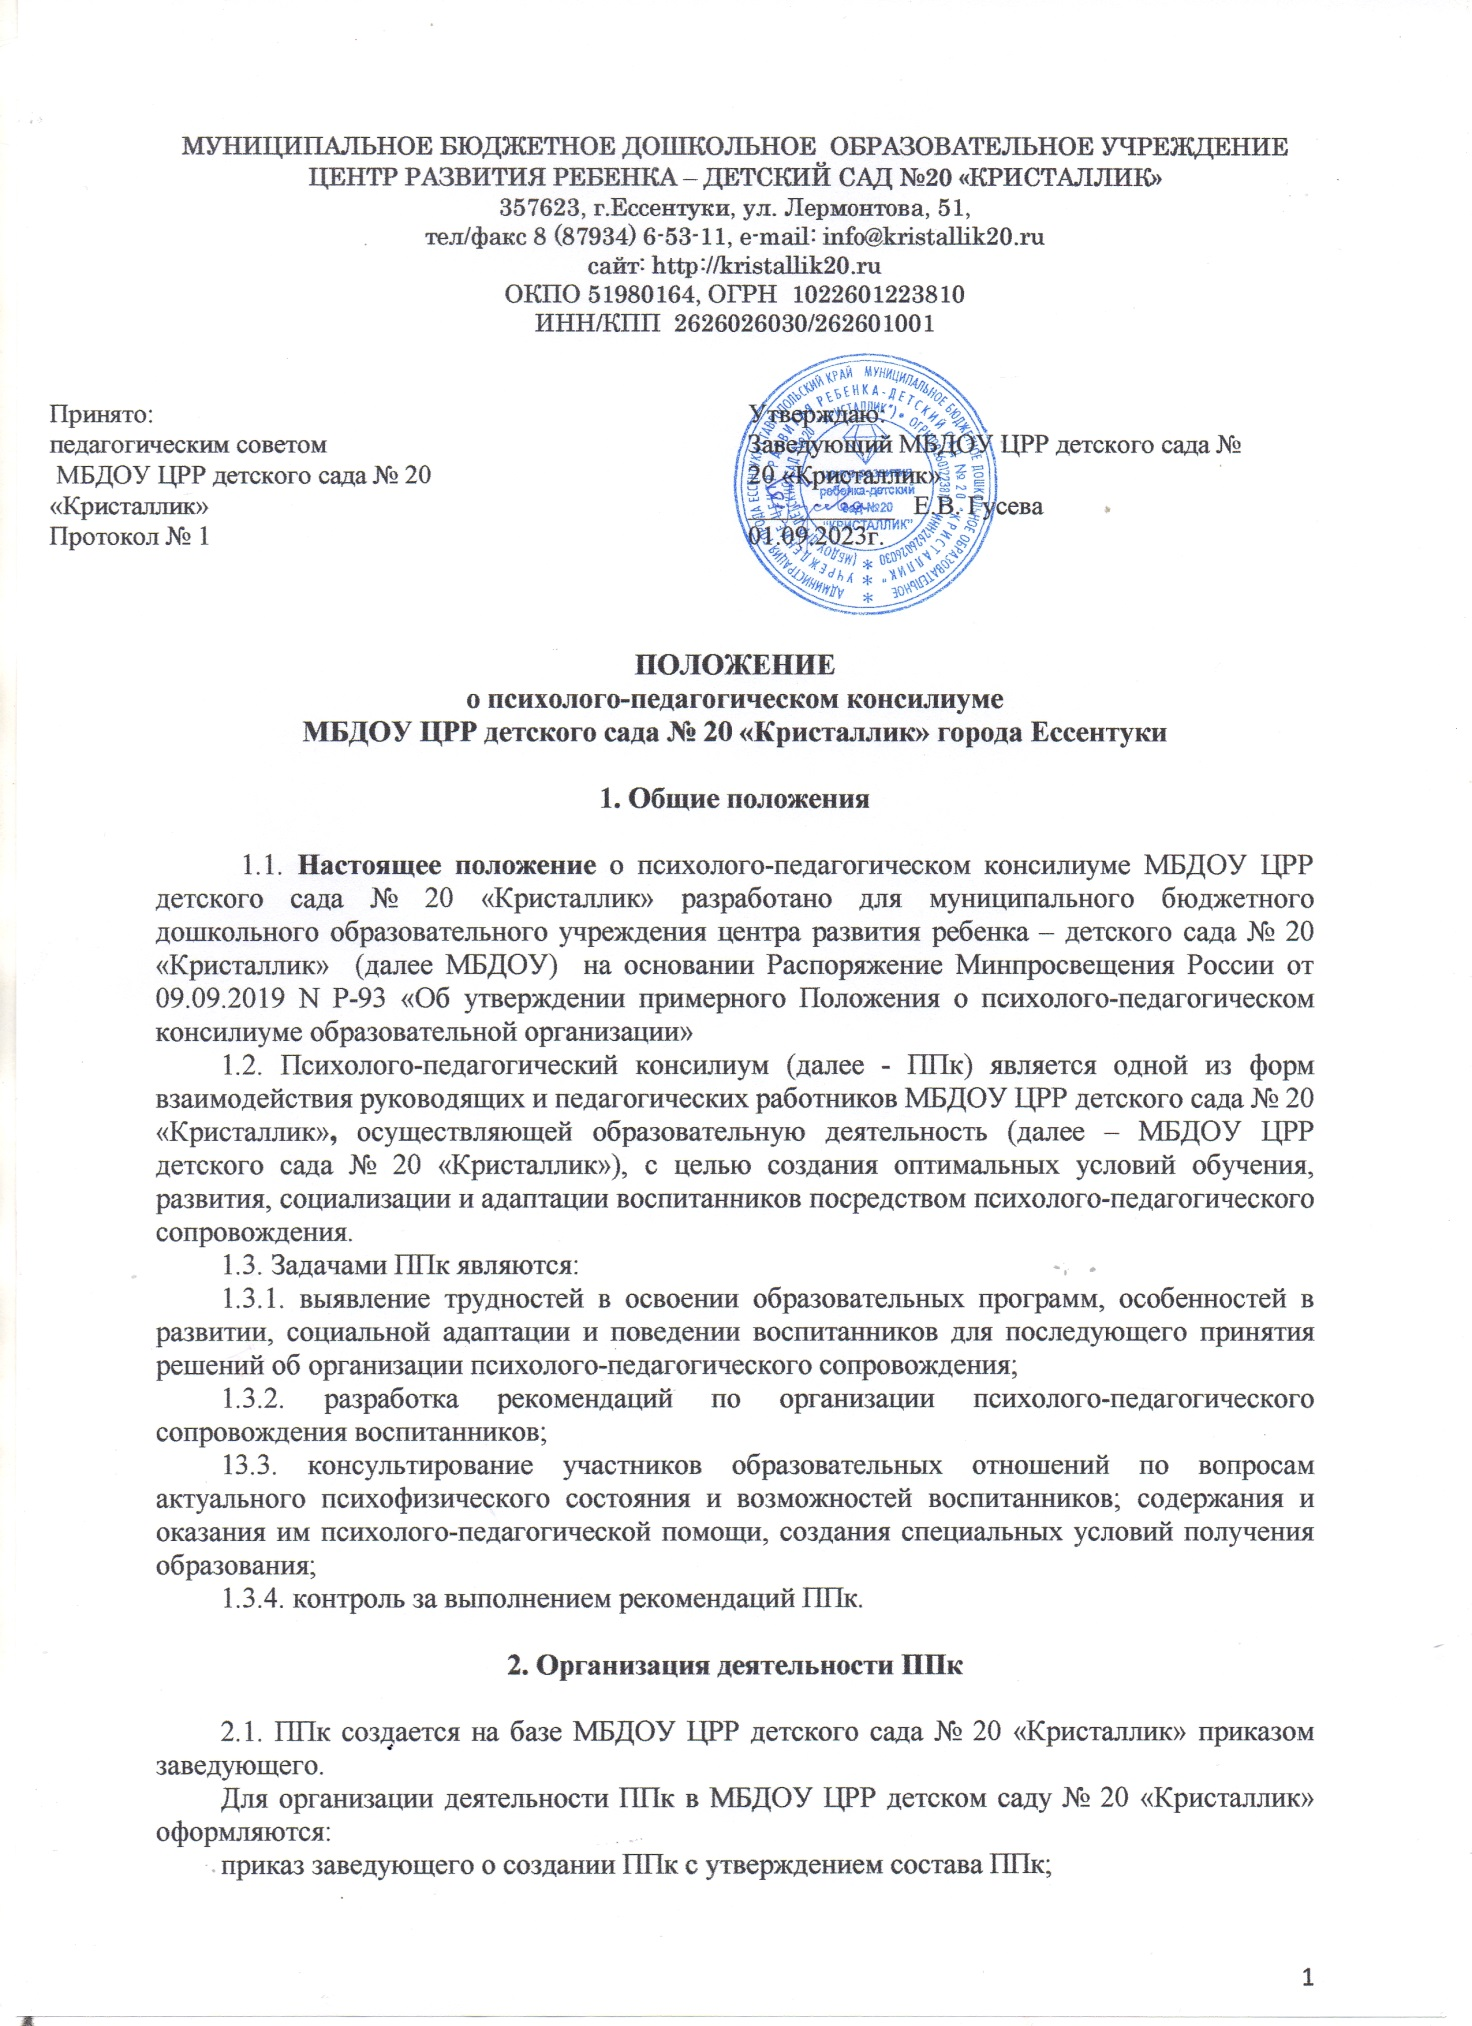 МУНИЦИПАЛЬНОЕ БЮДЖЕТНОЕ ДОШКОЛЬНОЕ ОБРАЗОВАТЕЛЬНОЕ УЧРЕЖДЕНИЕ
ЦЕНТР РАЗВИТИЯ РЕБЕНКА – ДЕТСКИЙ САД №20 «КРИСТАЛЛИК»
357623, г.Ессентуки, ул. Лермонтова, 51,
тел/факс 8 (87934) 6-53-11, e-mail: info@kristallik20.ru
сайт: http://kristallik20.ru
ОКПО 51980164, ОГРН 1022601223810
ИНН/КПП 2626026030/262601001
Принято:
педагогическим советом
МБДОУ ЦРР детского сада № 20
«Кристаллик»
Протокол № 1
Утверждаю:
Заведующий МБДОУ ЦРР детского сада №
20 «Кристаллик»
Е.В. Гусева
01.09.2023г.
центр развития
ребенка-детский
сад №20
"КРИСТАЛЛИК"
ПОЛОЖЕНИЕ
о психолого-педагогическом консилиуме
МБДОУ ЦРР детского сада № 20 «Кристаллик» города Ессентуки
1. Общие положения
1.1. Настоящее положение о психолого-педагогическом консилиуме МБДОУ ЦРР
детского сада № 20 «Кристаллик» разработано для муниципального бюджетного
дошкольного образовательного учреждения центра развития ребенка – детского сада № 20
«Кристаллик» (далее МБДОУ) на основании Распоряжение Минпросвещения России от
09.09.2019 N Р-93 «Об утверждении примерного Положения о психолого-педагогическом
консилиуме образовательной организации»
1.2. Психолого-педагогический консилиум (далее - ППк) является одной из форм
взаимодействия руководящих и педагогических работников МБДОУ ЦРР детского сада № 20
«Кристаллик», осуществляющей образовательную деятельность (далее – МБДОУ ЦРР
детского сада № 20 «Кристаллик»), с целью создания оптимальных условий обучения,
развития, социализации и адаптации воспитанников посредством психолого-педагогического
сопровождения.
1.3. Задачами ППк являются:
1.3.1. выявление трудностей в освоении образовательных программ, особенностей в
развитии, социальной адаптации и поведении воспитанников для последующего принятия
решений об организации психолого-педагогического сопровождения;
1.3.2. разработка рекомендаций по организации психолого-педагогического
сопровождения воспитанников;
13.3. консультирование участников образовательных отношений по вопросам
актуального психофизического состояния и возможностей воспитанников; содержания и
оказания им психолого-педагогической помощи, создания специальных условий получения
образования;
1.3.4. контроль за выполнением рекомендаций ППк.
2. Организация деятельности ППк
2.1. ППк создается на базе МБДОУ ЦРР детского сада № 20 «Кристаллик» приказом
заведующего.
Для организации деятельности ППк в МБДОУ ЦРР детском саду № 20 «Кристаллик»
оформляются:
приказ заведующего о создании ППк с утверждением состава ППк;
1